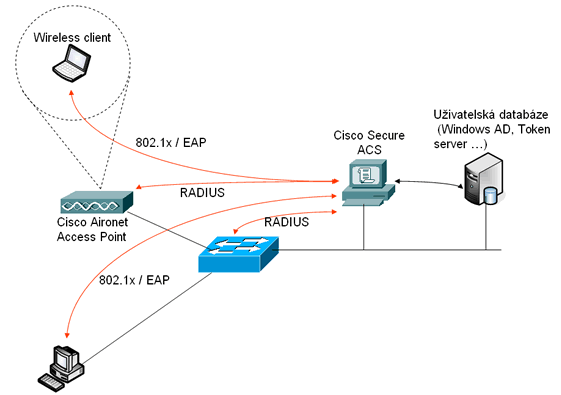 Wireless client
802.1x / EAP
Uživatelská databáze
(Windows AD, Token
server ...)
Cisco Secure
ACS
RADIUS
Cisco Aironet
Access Point
RADIUS
802.1x / EAP